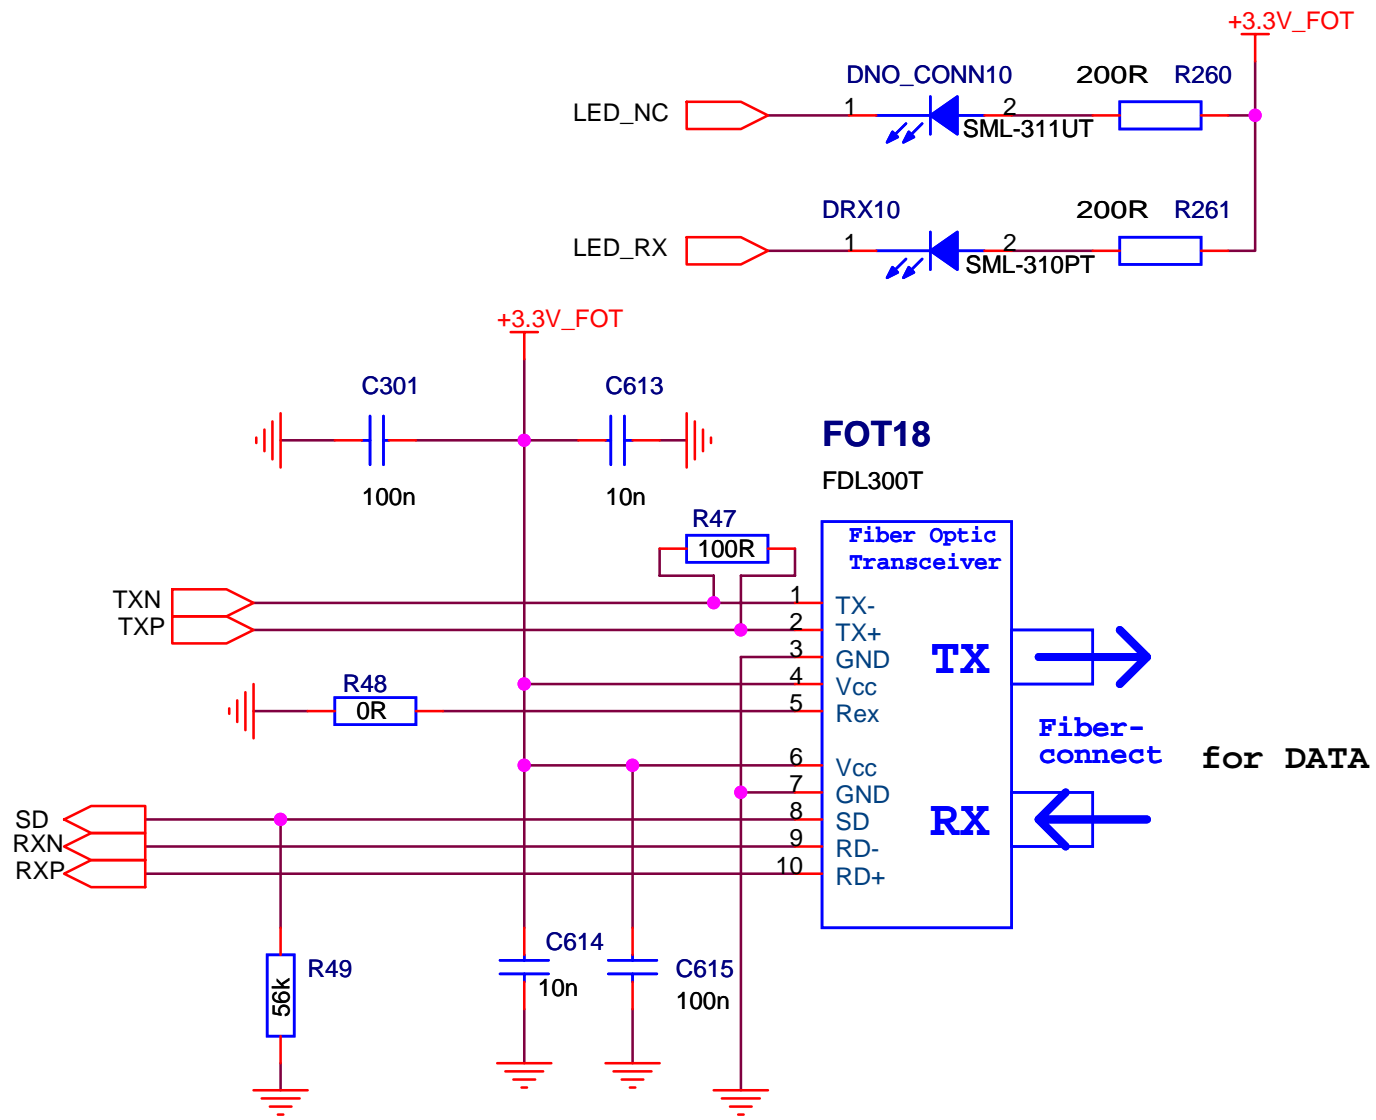 +3.3V_FOT
DNO_CONN10 200R R260
LED_NC 1 2
SML-311UT
DRX10 200R R261
LED_RX 1 2
SML-310PT
+3.3V_FOT
C301 C613
100n 10n
FOT18
FDL300T
R47
100R
Fiber Optic
Transceiver
TXN 1 TX-
TXP 2 TX+
3 GND
TX
R48 4 Vcc
0R 5 Rex
Fiber-
connect
for DATA
6 Vcc
7 GND
SD 8 SD
RX
RXN 9 RD-
RXP 10 RD+
C614
10n
R49
56k
C615
100n